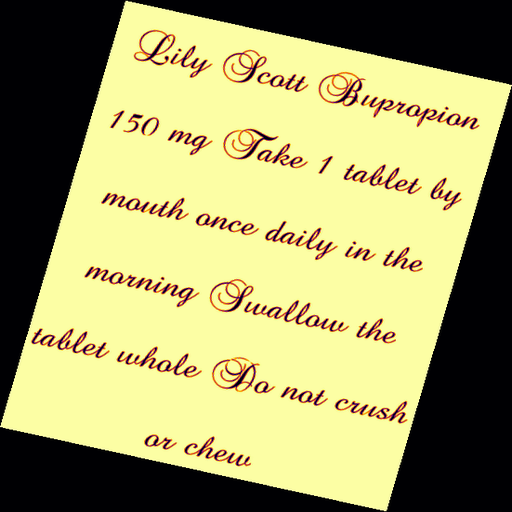 Lily Scott Bupropion
150 mg Take 1 tablet by
mouth once daily in the
morning Swallow the
tablet whole Do not crush
or chew